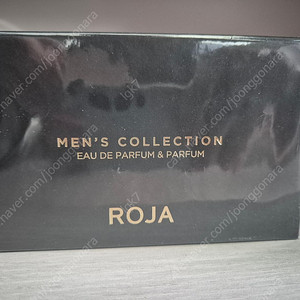 MEN'S COLLECTION
EAU DE PARFUM & PARFUM
ROJA